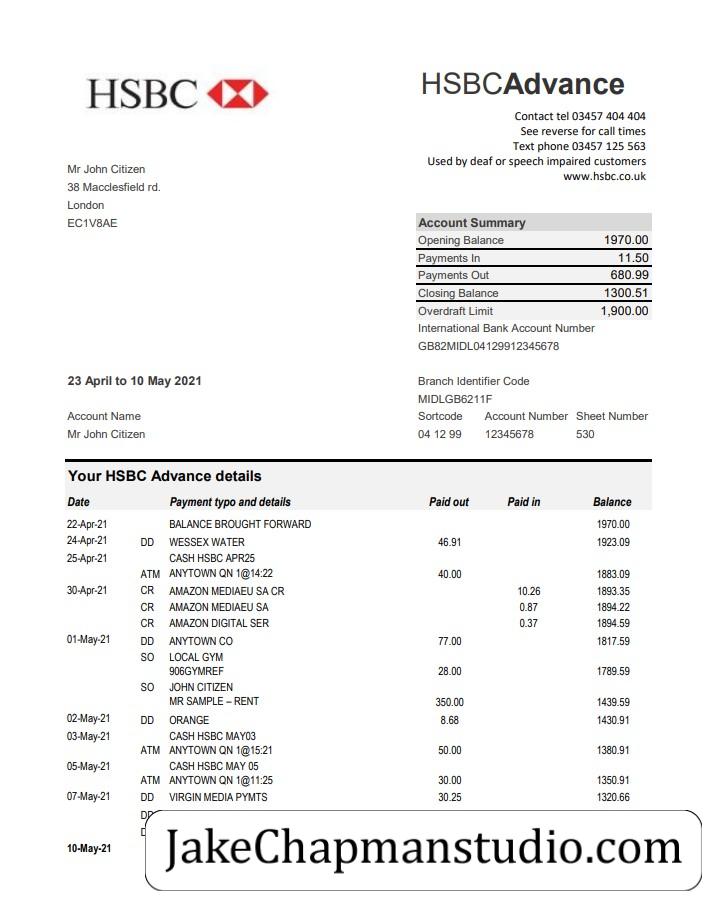 HSBC
HSBCAdvance
Contact tel 03457 404 404
See reverse for call times
Text phone 03457 125 563
Used by deaf or speech impaired customers
www.hsbc.co.uk
Mr John Citizen
38 Macclesfield rd.
London
EC1V8AE
Account Summary
Opening Balance 1970.00
Payments In 11.50
Payments Out 680.99
Closing Balance 1300.51
Overdraft Limit 1,900.00
International Bank Account Number
GB82MIDL04129912345678
23 April to 10 May 2021
Branch Identifier Code
MIDLGB6211F
Account Name
Mr John Citizen
Sortcode Account Number Sheet Number
04 12 99 12345678 530
Your HSBC Advance details
Date Payment typo and details Paid out Paid in Balance
22-Apr-21 BALANCE BROUGHT FORWARD 1970.00
24-Apr-21 DD WESSEX WATER 46.91 1923.09
25-Apr-21 CASH HSBC APR25
ATM ANYTOWN QN 1@14:22 40.00 1883.09
30-Apr-21 CR AMAZON MEDIAEU SA CR 10.26 1893.35
CR AMAZON MEDIAEU SA 0.87 1894.22
CR AMAZON DIGITAL SER 0.37 1894.59
01-May-21 DD ANYTOWN CO 77.00 1817.59
SO LOCAL GYM
906GYMREF 28.00 1789.59
SO JOHN CITIZEN
MR SAMPLE – RENT 350.00 1439.59
02-May-21 DD ORANGE 8.68 1430.91
03-May-21 CASH HSBC MAY03
ATM ANYTOWN QN 1@15:21 50.00 1380.91
05-May-21 CASH HSBC MAY 05
ATM ANYTOWN QN 1@11:25 30.00 1350.91
07-May-21 DD VIRGIN MEDIA PYMTS 30.25 1320.66
10-May-21
JakeChapmanstudio.com